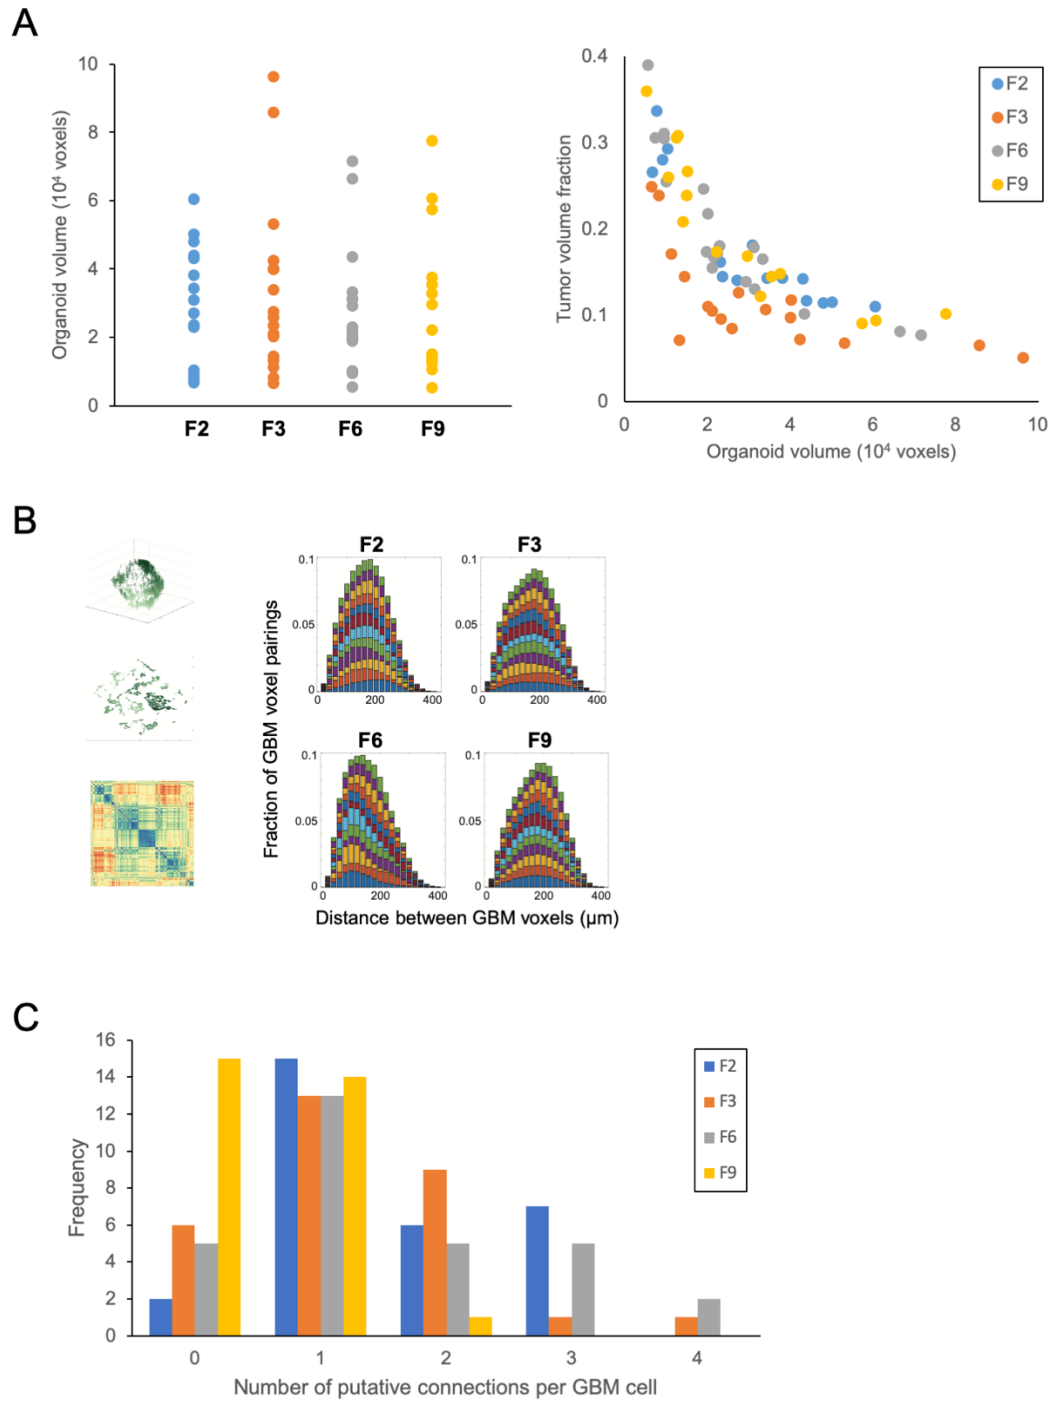 A
Organoid volume (10⁴ voxels)
10
8
6
4
2
0
F2 F3 F6 F9
Tumor volume fraction
0.4
0.3
0.2
0.1
0
0 2 4 6 8 10
Organoid volume (10⁴ voxels)
F2
F3
F6
F9
B
Fraction of GBM voxel pairings
F2
0.1
0.05
0
0 200 400
F3
0.1
0.05
0
0 200 400
F6
0.1
0.05
0
0 200 400
F9
0.1
0.05
0
0 200 400
Distance between GBM voxels (µm)
C
Frequency
16
14
12
10
8
6
4
2
0
0 1 2 3 4
Number of putative connections per GBM cell
F2
F3
F6
F9